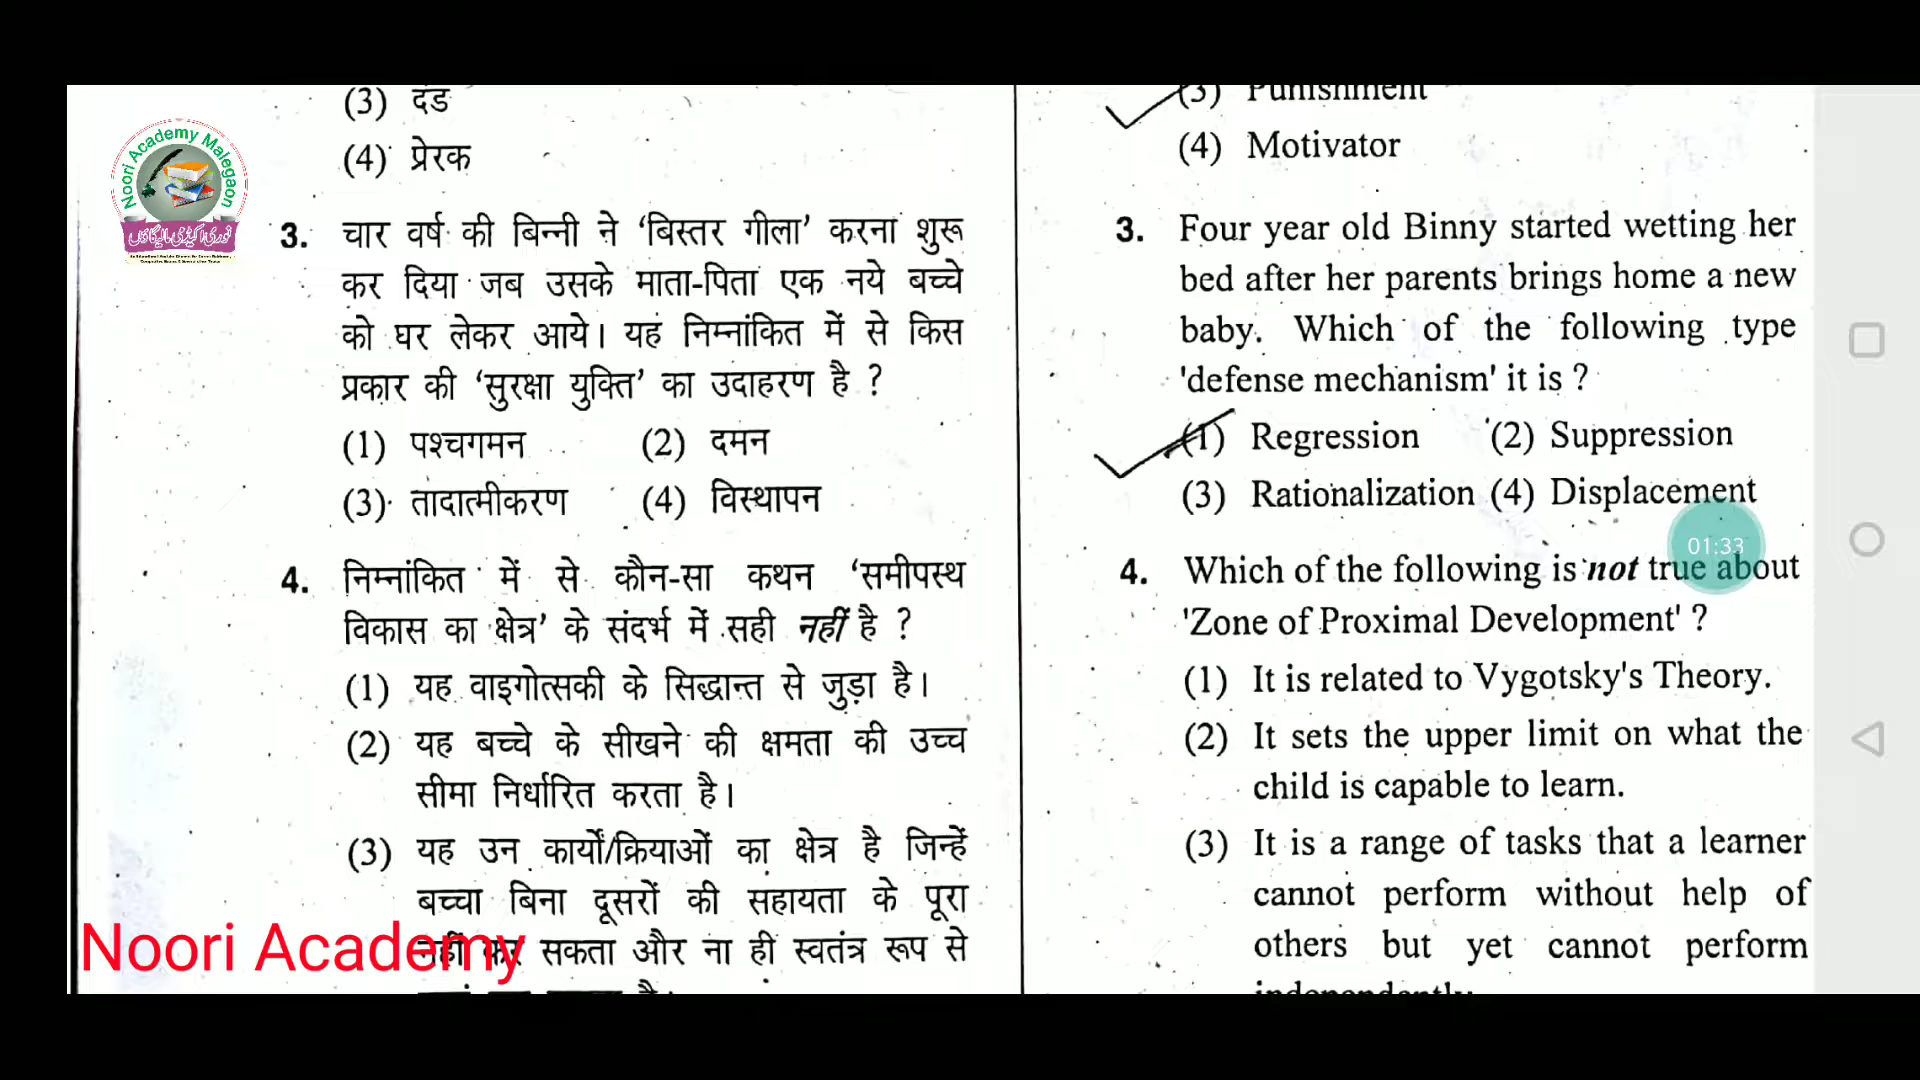 (3) दंड
(4) प्रेरक
3. चार वर्ष की बिन्नी ने ‘बिस्तर गीला’ करना शुरू
कर दिया जब उसके माता-पिता एक नये बच्चे
को घर लेकर आये। यह निम्नांकित में से किस
प्रकार की ‘सुरक्षा युक्ति’ का उदाहरण है ?
(1) पश्चगमन (2) दमन
(3) तादात्मीकरण (4) विस्थापन
4. निम्नांकित में से कौन-सा कथन ‘समीपस्थ
विकास का क्षेत्र’ के संदर्भ में सही नहीं है ?
(1) यह वाइगोत्सकी के सिद्धान्त से जुड़ा है।
(2) यह बच्चे के सीखने की क्षमता की उच्च
सीमा निर्धारित करता है।
(3) यह उन कार्यों/क्रियाओं का क्षेत्र है जिन्हें
बच्चा बिना दूसरों की सहायता के पूरा
नहीं कर सकता और ना ही स्वतंत्र रूप से
(3) Punishment
(4) Motivator
3. Four year old Binny started wetting her
bed after her parents brings home a new
baby. Which of the following type
'defense mechanism' it is ?
(1) Regression (2) Suppression
(3) Rationalization (4) Displacement
4. Which of the following is not true about
'Zone of Proximal Development' ?
(1) It is related to Vygotsky's Theory.
(2) It sets the upper limit on what the
child is capable to learn.
(3) It is a range of tasks that a learner
cannot perform without help of
others but yet cannot perform
independently.
01:33
Noori Academy Malegaon
نوری اکیڈمی مالیگاؤں
Noori Academy